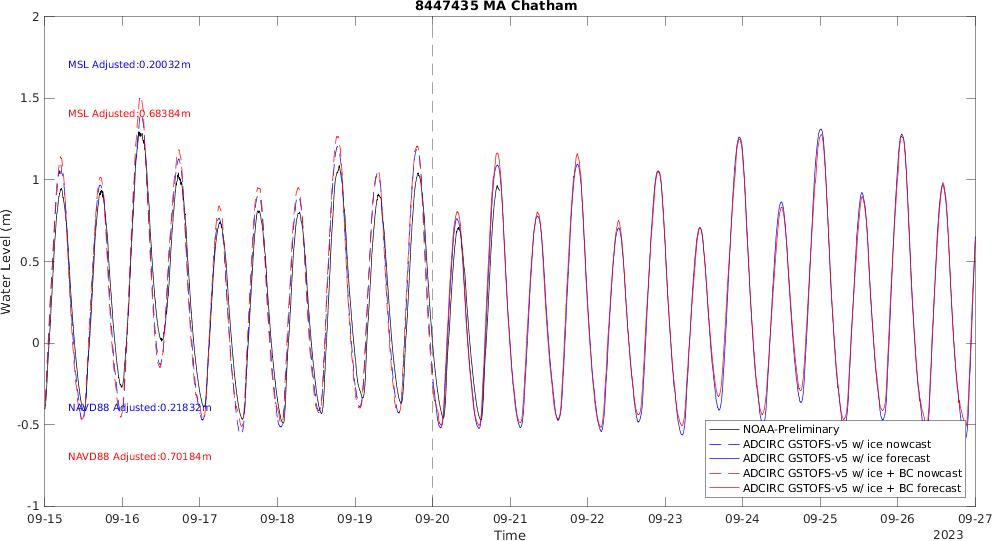 8447435 MA Chatham
2
1.5
1
0.5
0
-0.5
-1
Water Level (m)
MSL Adjusted:0.20032m
MSL Adjusted:0.68384m
NAVD88 Adjusted:0.21832m
NAVD88 Adjusted:0.70184m
NOAA-Preliminary
ADCIRC GSTOFS-v5 w/ ice nowcast
ADCIRC GSTOFS-v5 w/ ice forecast
ADCIRC GSTOFS-v5 w/ ice + BC nowcast
ADCIRC GSTOFS-v5 w/ ice + BC forecast
09-15 09-16 09-17 09-18 09-19 09-20 09-21 09-22 09-23 09-24 09-25 09-26 09-27
Time
2023